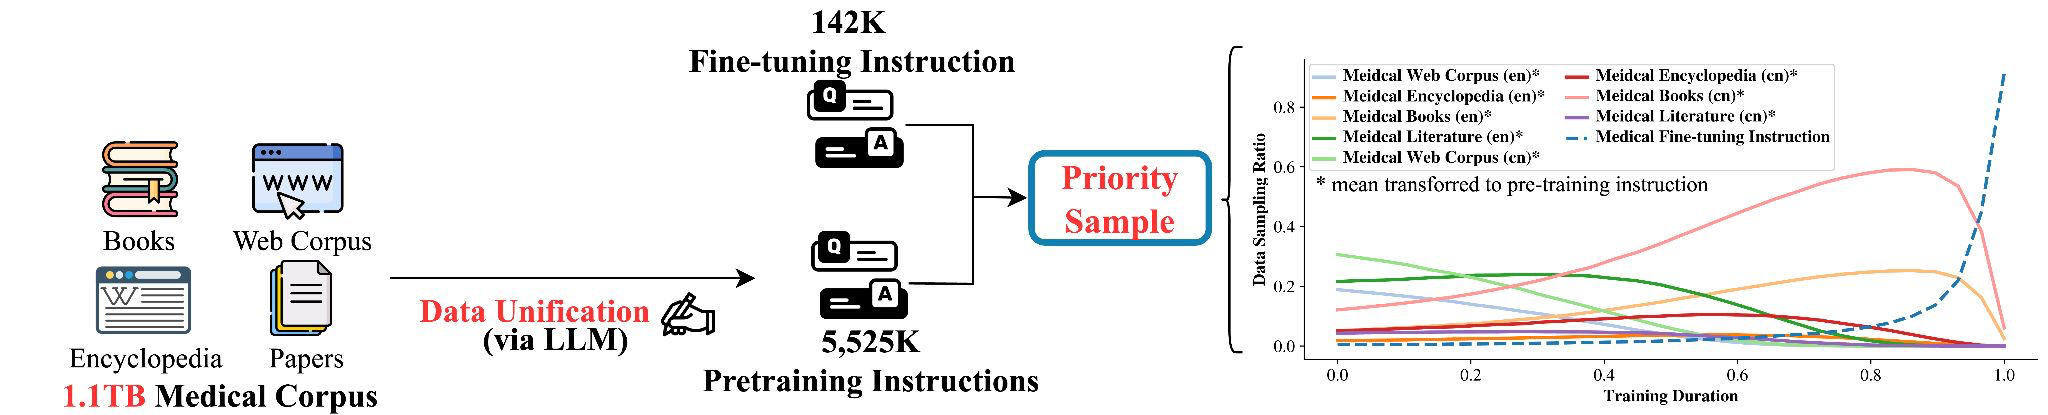 Books
Web Corpus
WWW
W
Encyclopedia
Papers
1.1TB Medical Corpus
Data Unification
(via LLM)
142K
Fine-tuning Instruction
Q
A
Q
A
5,525K
Pretraining Instructions
Priority
Sample
Meidcal Web Corpus (en)*
Meidcal Encyclopedia (en)*
Meidcal Books (en)*
Meidcal Literature (en)*
Meidcal Web Corpus (cn)*
Meidcal Encyclopedia (cn)*
Meidcal Books (cn)*
Meidcal Literature (cn)*
Medical Fine-tuning Instruction
* mean transferred to pre-training instruction
Data Sampling Ratio
0.8
0.6
0.4
0.2
0.0
0.0 0.2 0.4 0.6 0.8 1.0
Training Duration